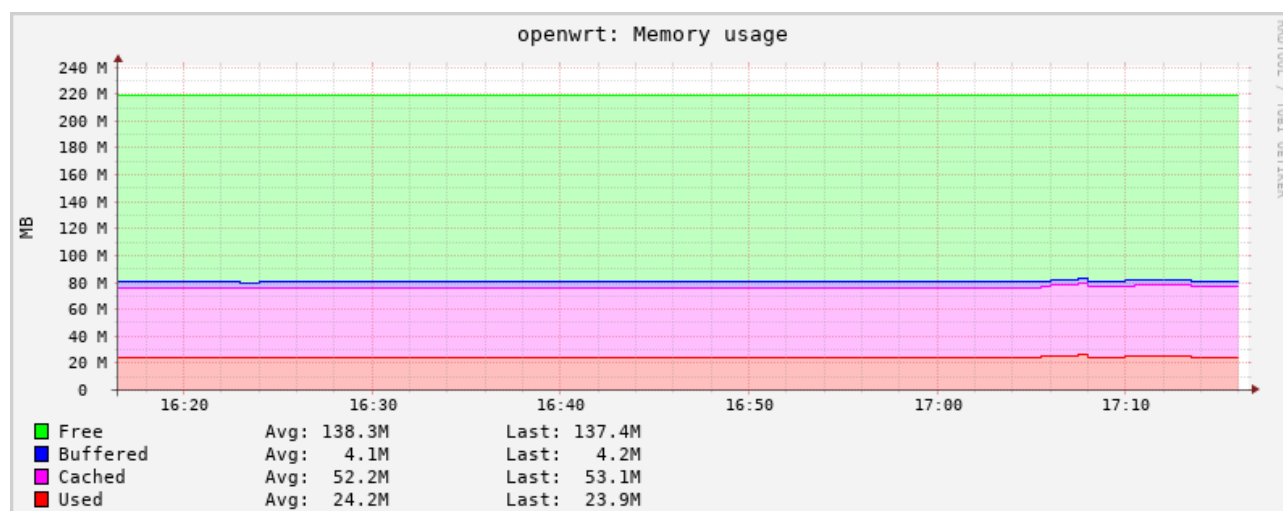 openwrt: Memory usage
240 M
220 M
200 M
180 M
160 M
140 M
120 M
100 M
80 M
60 M
40 M
20 M
0
MB
16:20 16:30 16:40 16:50 17:00 17:10
Free Avg: 138.3M Last: 137.4M
Buffered Avg: 4.1M Last: 4.2M
Cached Avg: 52.2M Last: 53.1M
Used Avg: 24.2M Last: 23.9M
RRDTOOL / TOBI OETIKER